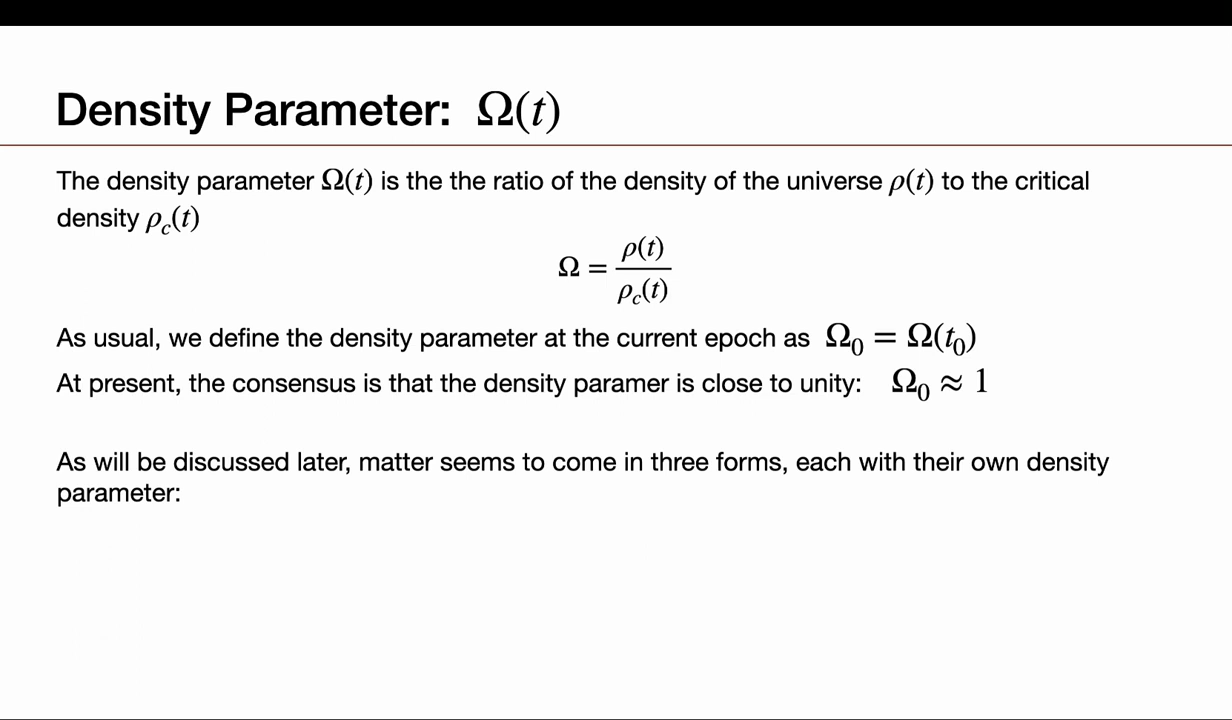 Density Parameter: Ω(t)
The density parameter Ω(t) is the the ratio of the density of the universe ρ(t) to the critical
density ρ_c(t)
Ω = ρ(t) / ρ_c(t)
As usual, we define the density parameter at the current epoch as Ω₀ = Ω(t₀)
At present, the consensus is that the density paramer is close to unity: Ω₀ ≈ 1
As will be discussed later, matter seems to come in three forms, each with their own density
parameter: